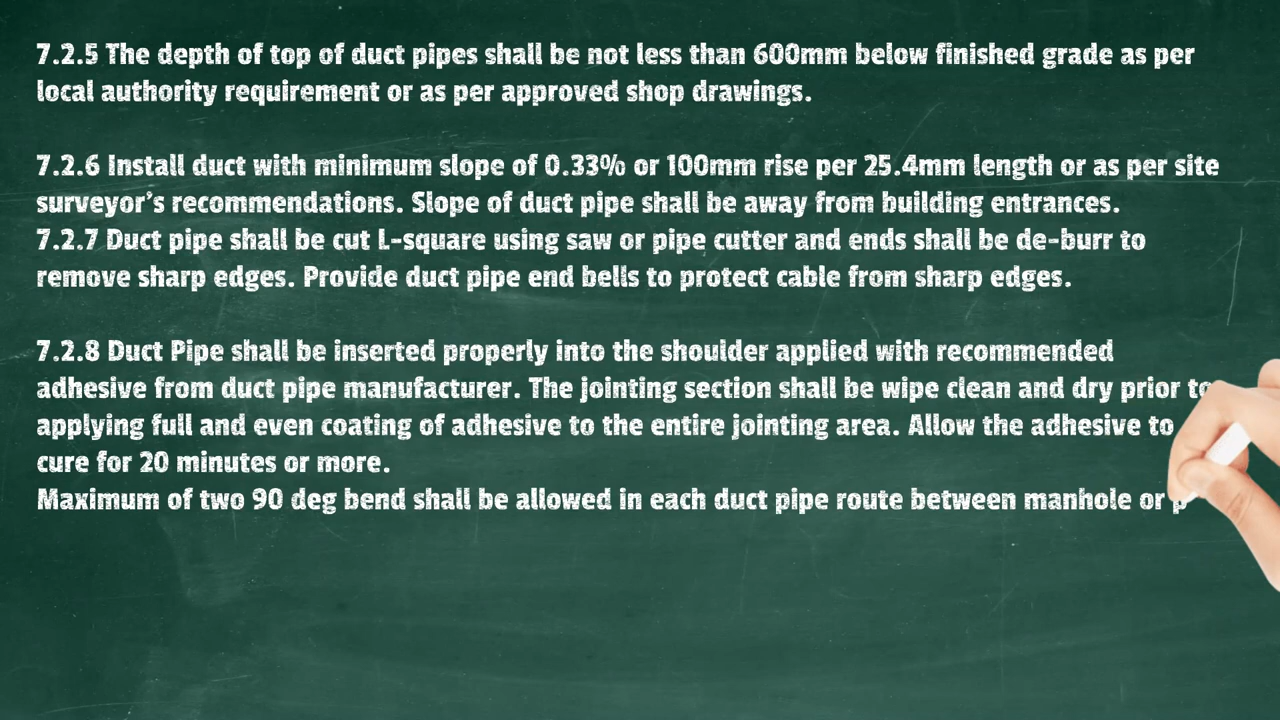 7.2.5 The depth of top of duct pipes shall be not less than 600mm below finished grade as per
local authority requirement or as per approved shop drawings.
7.2.6 Install duct with minimum slope of 0.33% or 100mm rise per 25.4mm length or as per site
surveyor's recommendations. Slope of duct pipe shall be away from building entrances.
7.2.7 Duct pipe shall be cut L-square using saw or pipe cutter and ends shall be de-burr to
remove sharp edges. Provide duct pipe end bells to protect cable from sharp edges.
7.2.8 Duct Pipe shall be inserted properly into the shoulder applied with recommended
adhesive from duct pipe manufacturer. The jointing section shall be wipe clean and dry prior to
applying full and even coating of adhesive to the entire jointing area. Allow the adhesive to
cure for 20 minutes or more.
Maximum of two 90 deg bend shall be allowed in each duct pipe route between manhole or